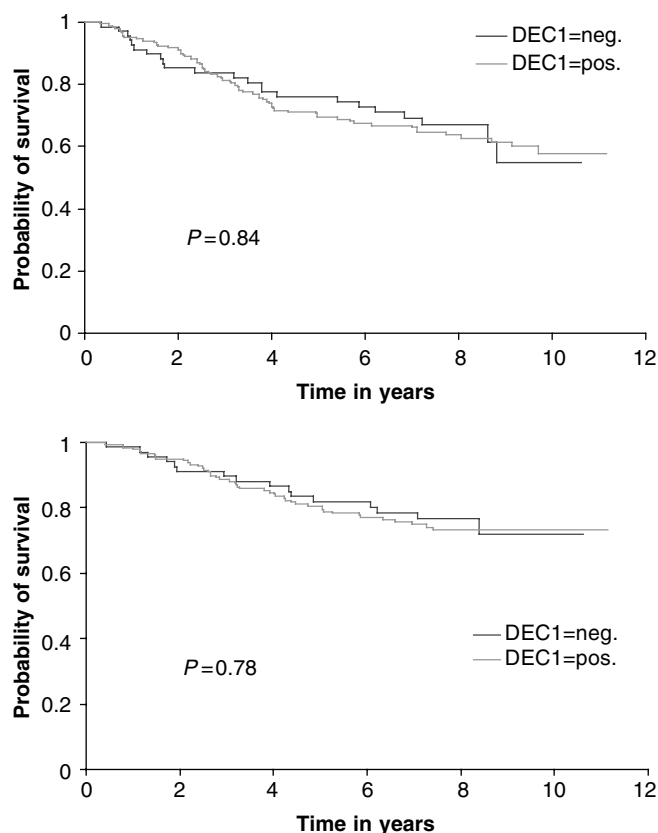 1
0.8
0.6
0.4
0.2
0
Probability of survival
DEC1=neg.
DEC1=pos.
P=0.84
0 2 4 6 8 10 12
Time in years
1
0.8
0.6
0.4
0.2
0
Probability of survival
DEC1=neg.
DEC1=pos.
P=0.78
0 2 4 6 8 10 12
Time in years